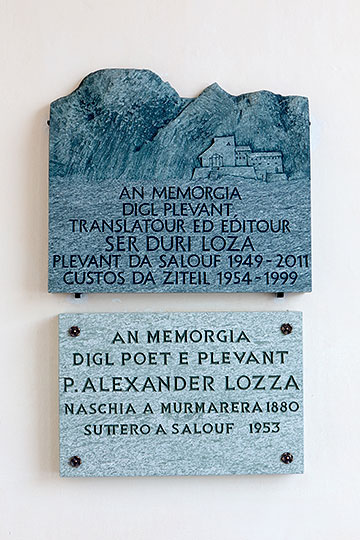 AN MEMORGIA
DIGL PLEVANT
TRANSLATOUR ED EDITOUR
SER DURI LOZA
PLEVANT DA SALOUF 1949-2011
CUSTOS DA ZITEIL 1954-1999
AN MEMORGIA
DIGL POET E PLEVANT
P. ALEXANDER LOZZA
NASCHIA A MURMARERA 1880
SUTTERO A SALOUF 1953